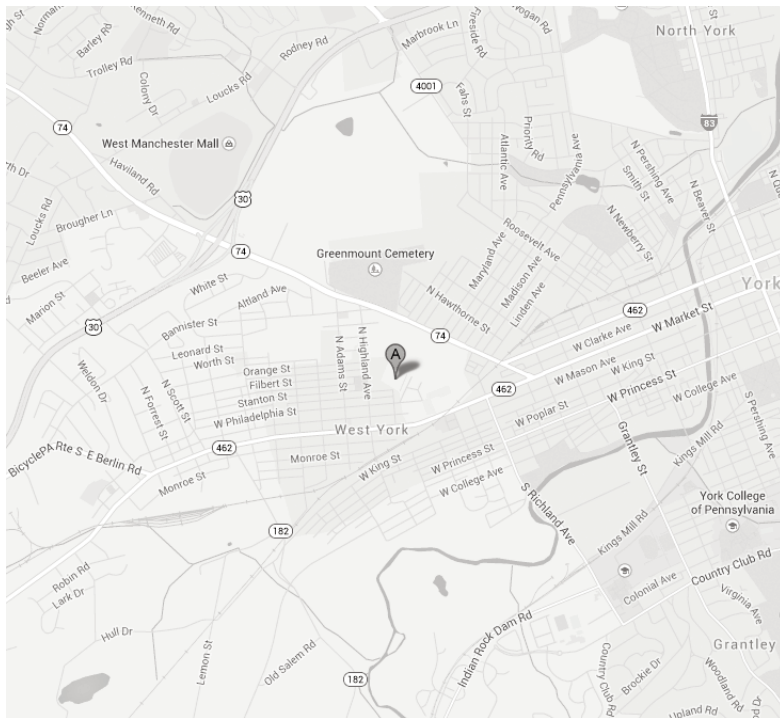 Kenneth Rd
Barley Rd
Trolley Rd
Colony Dr
Loucks Rd
Rodney Rd
Marbrook Ln
Fireside Rd
4001
Fahs St
North York
83
74
West Manchester Mall
Haviland Rd
30
Priority Rd
Atlantic Ave
Pennsylvania Ave
N Pershing Ave
Smith St
N Newberry St
N Beaver St
Loucks Rd
Brougher Ln
Beeler Ave
Marion St
74
Greenmount Cemetery
Roosevelt Ave
Maryland Ave
Madison Ave
Linden Ave
N Hawthorne St
White St
Altland Ave
York
30
Bannister St
Leonard St
Worth St
N Adams St
N Highland Ave
74
462
W Clarke Ave
W Market St
A
Orange St
Filbert St
Stanton St
W Philadelphia St
Weldon Dr
N Forrest St
N Scott St
462
W Mason Ave
W King St
W Princess St
W College Ave
W Poplar St
West York
462
BicyclePA Rte S
E Berlin Rd
Monroe St
Monroe St
W King St
W Princess St
W College Ave
S Richland Ave
Grantley St
Kings Mill Rd
S Pershing Ave
York College
of Pennsylvania
182
Kings Mill Rd
Country Club Rd
Colonial Ave
Virginia Ave
Robin Rd
Lark Dr
Hull Dr
Lemon St
Old Salem Rd
182
Indian Rock Dam Rd
Country Club Rd
Brockie Dr
Woodland Rd
Upland Rd
Grantley